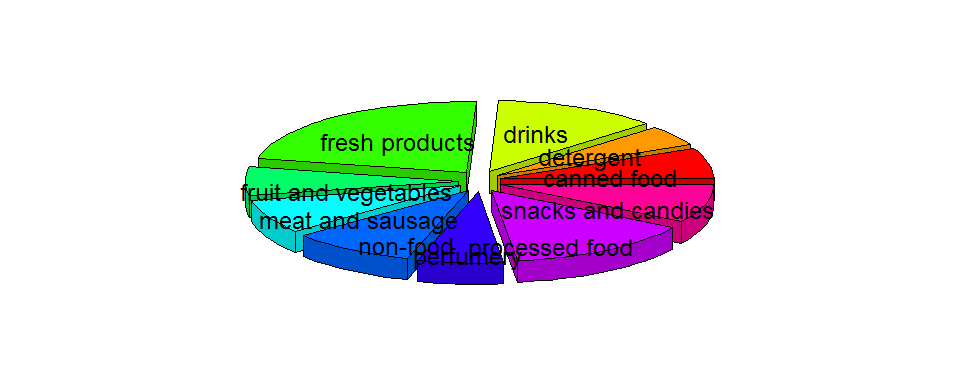 drinks
fresh products
detergent
canned food
fruit and vegetables
snacks and candies
meat and sausage
non-food
processed food
perfumery